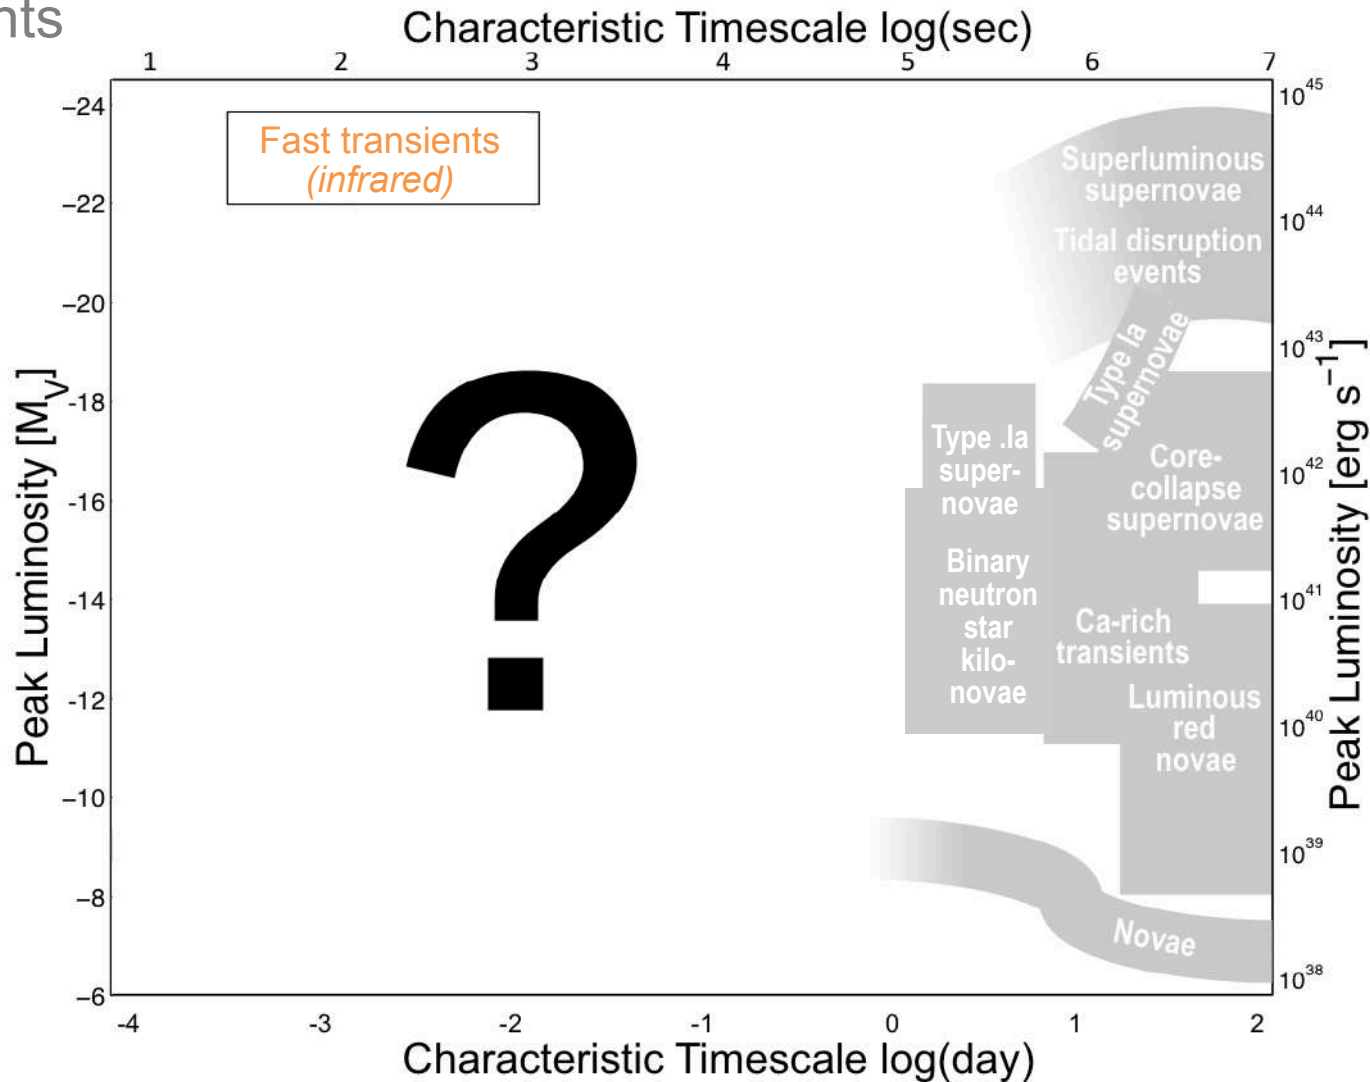 nts
Characteristic Timescale log(sec)
1 2 3 4 5 6 7
Fast transients
(infrared)
Peak Luminosity [M_V]
–24
–22
–20
-18
-16
-14
-12
–10
–8
–6
?
Superluminous
supernovae
Tidal disruption
events
Type Ia
supernovae
Type .Ia
super-
novae
Core-
collapse
supernovae
Binary
neutron
star
kilo-
novae
Ca-rich
transients
Luminous
red
novae
Novae
10^45
10^44
10^43
10^42
10^41
10^40
10^39
10^38
Peak Luminosity [erg s^–1]
-4 -3 -2 -1 0 1 2
Characteristic Timescale log(day)